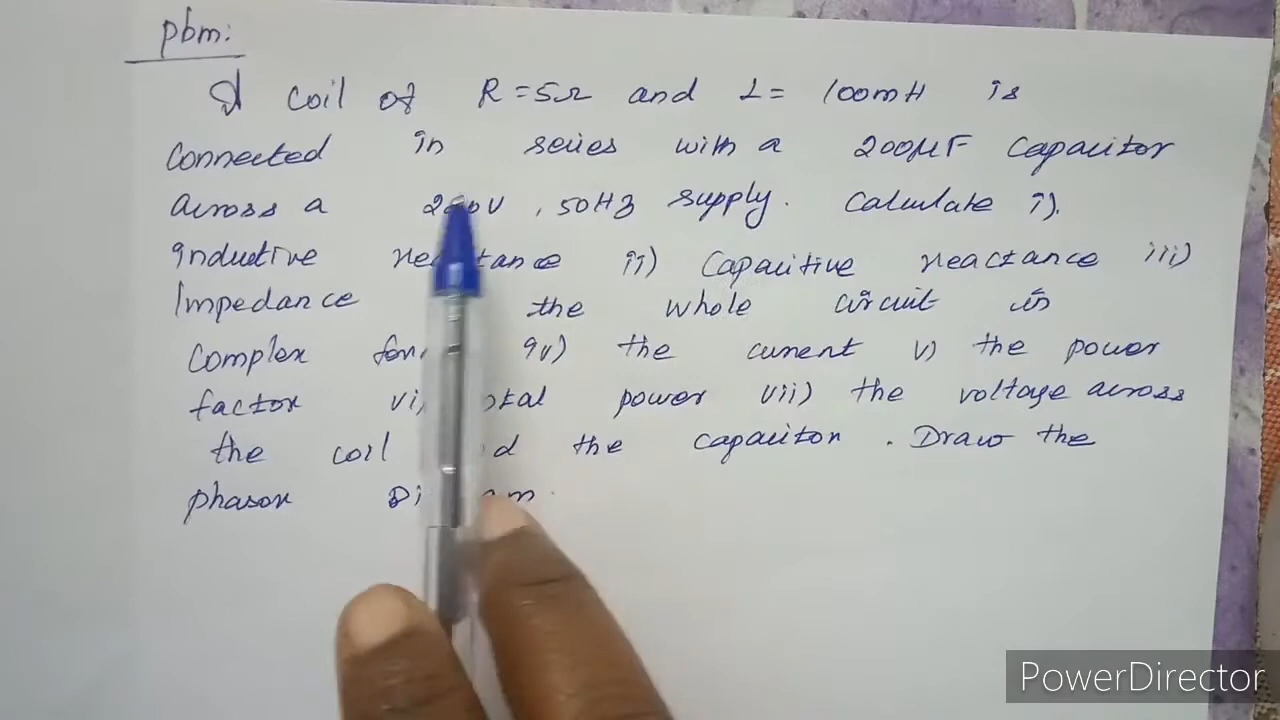 pbm:
A coil of R=5Ω and L= 100mH is
connected in series with a 200μF capacitor
across a , 50Hz supply. Calculate i).
Inductive reactance ii) Capacitive reactance iii)
Impedance the whole circuit in
complex iv) the current v) the power
factor power vii) the voltage across
the coil the capacitor . Draw the
phasor
PowerDirector